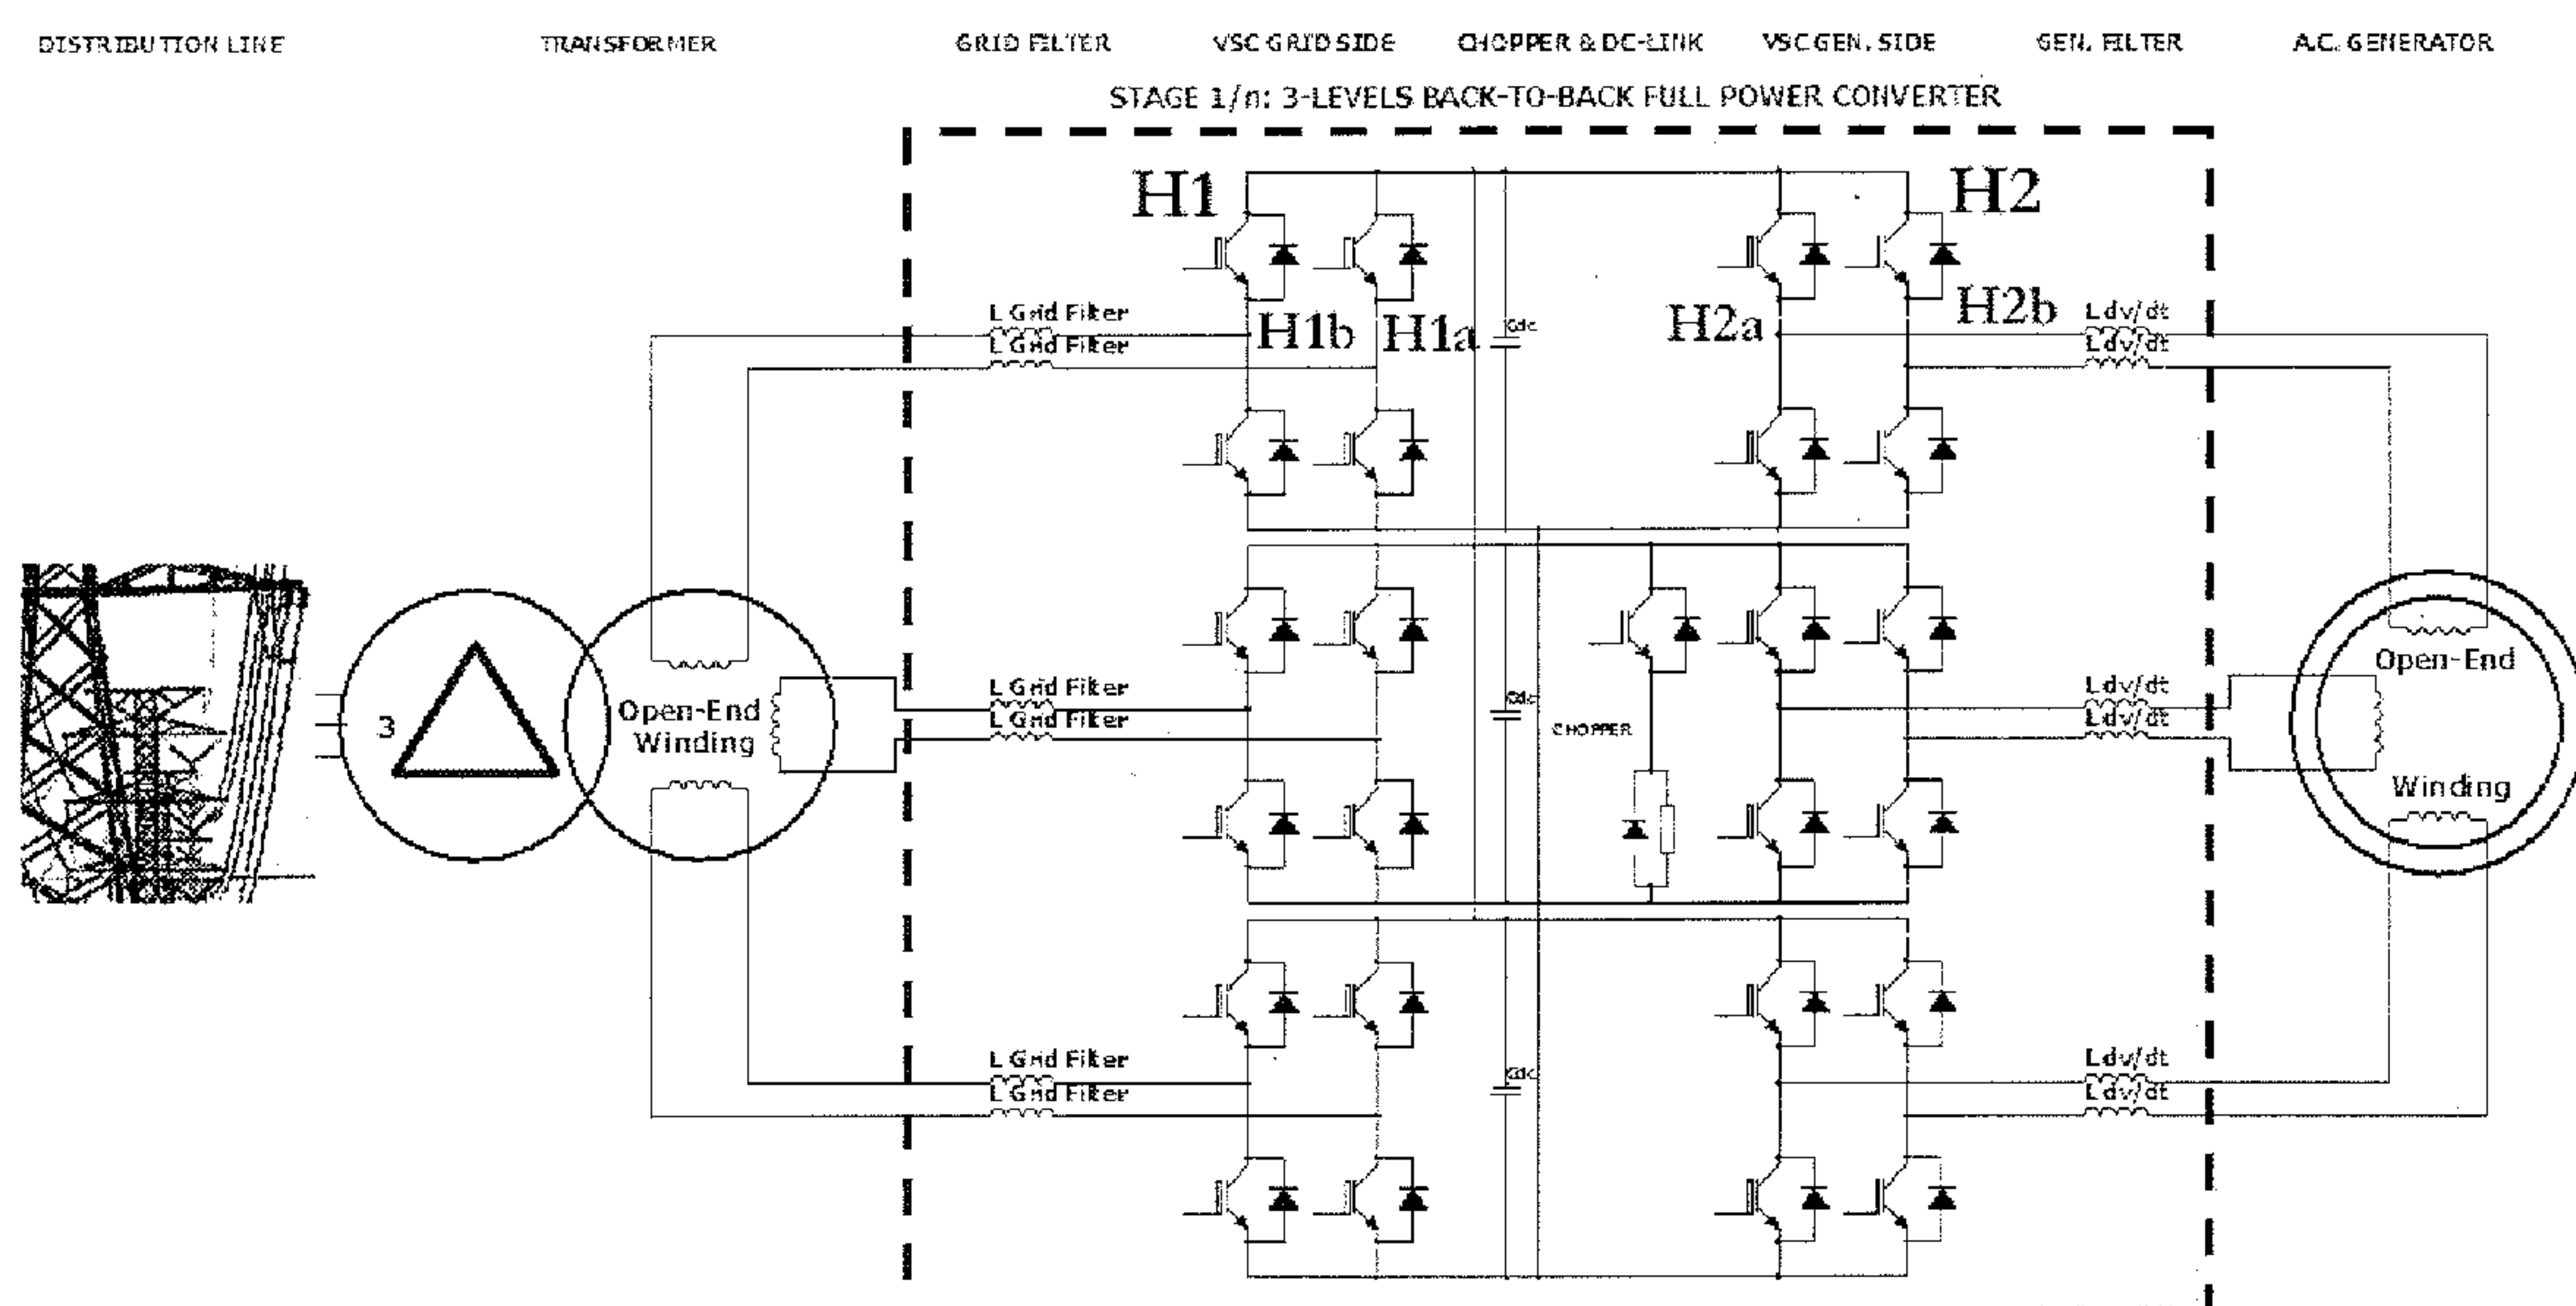 DISTRIBUTION LINE
TRANSFORMER
GRID FILTER
VSC GRID SIDE
CHOPPER & DC-LINK
VSC GEN. SIDE
GEN. FILTER
A.C. GENERATOR
STAGE 1/n: 3-LEVELS BACK-TO-BACK FULL POWER CONVERTER
H1
H2
L Grid Filter
L Grid Filter
H1b
H1a
Cdc
H2a
H2b
Ldv/dt
Ldv/dt
3
Open-End
Winding
L Grid Filter
L Grid Filter
Cdc
CHOPPER
Ldv/dt
Ldv/dt
Open-End
Winding
L Grid Filter
L Grid Filter
Cdc
Ldv/dt
Ldv/dt